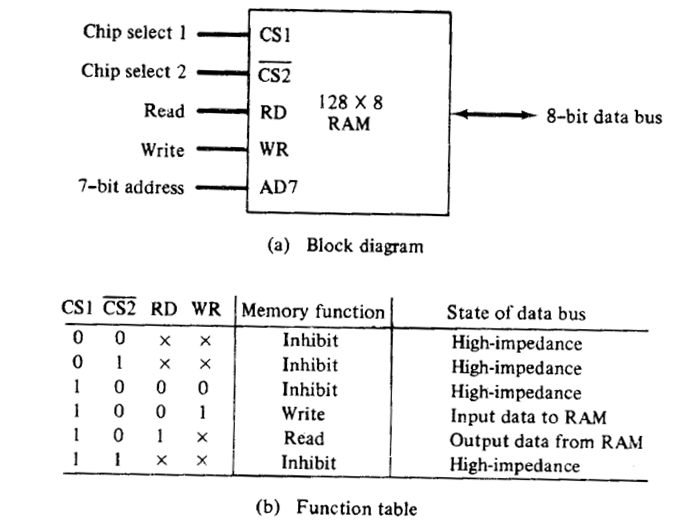 Chip select 1 CS1
Chip select 2 C̅S̅2̅
Read RD 128 X 8
RAM 8-bit data bus
Write WR
7-bit address AD7
(a) Block diagram
CS1 C̅S̅2̅ RD WR Memory function State of data bus
0 0 × × Inhibit High-impedance
0 1 × × Inhibit High-impedance
1 0 0 0 Inhibit High-impedance
1 0 0 1 Write Input data to RAM
1 0 1 × Read Output data from RAM
1 1 × × Inhibit High-impedance
(b) Function table